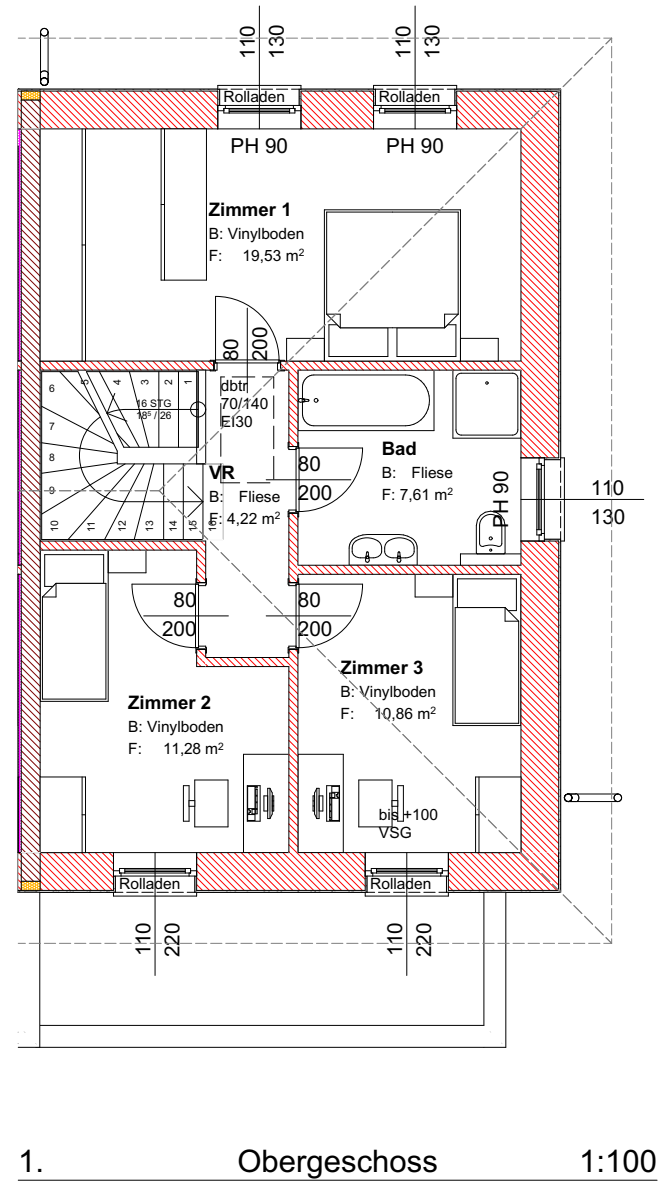 110
130
110
130
Rolladen
Rolladen
PH 90
PH 90
Zimmer 1
B: Vinylboden
F: 19,53 m²
80
200
6
5
4
3
2
1
16 STG
18⁵ / 26
7
8
9
10
11
12
13
14
15
16
dbtr
70/140
EI30
VR
B: Fliese
F: 4,22 m²
80
200
Bad
B: Fliese
F: 7,61 m²
PH 90
110
130
80
200
80
200
Zimmer 2
B: Vinylboden
F: 11,28 m²
Zimmer 3
B: Vinylboden
F: 10,86 m²
bis +100
VSG
Rolladen
Rolladen
110
220
110
220
1. Obergeschoss 1:100